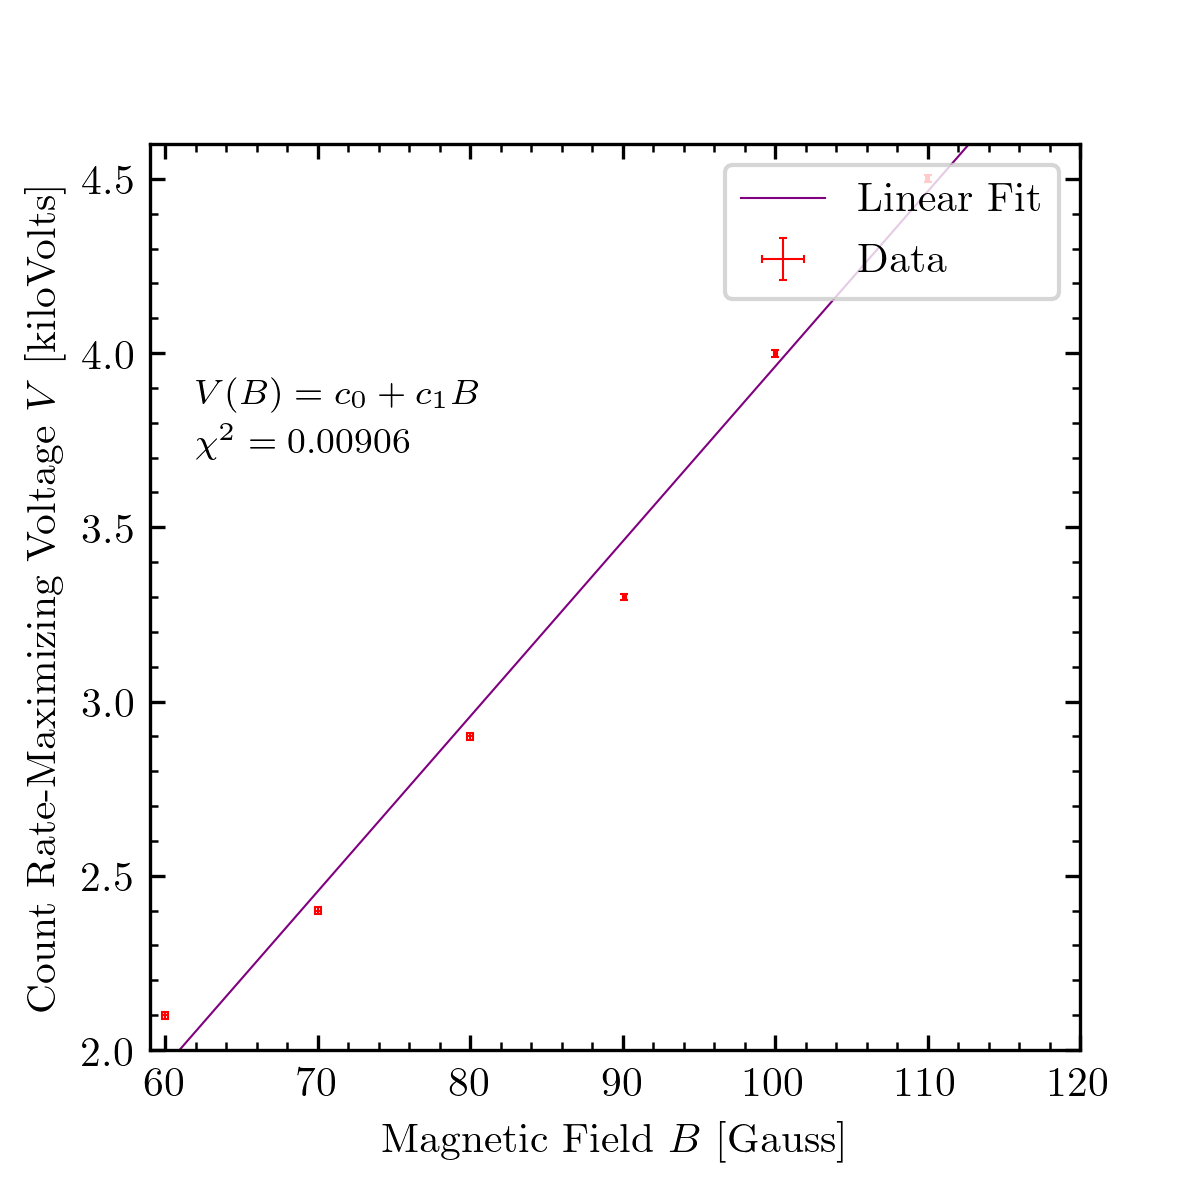 Linear Fit
Data
V(B) = c₀ + c₁B
χ² = 0.00906
Count Rate-Maximizing Voltage V [kiloVolts]
4.5
4.0
3.5
3.0
2.5
2.0
60 70 80 90 100 110 120
Magnetic Field B [Gauss]